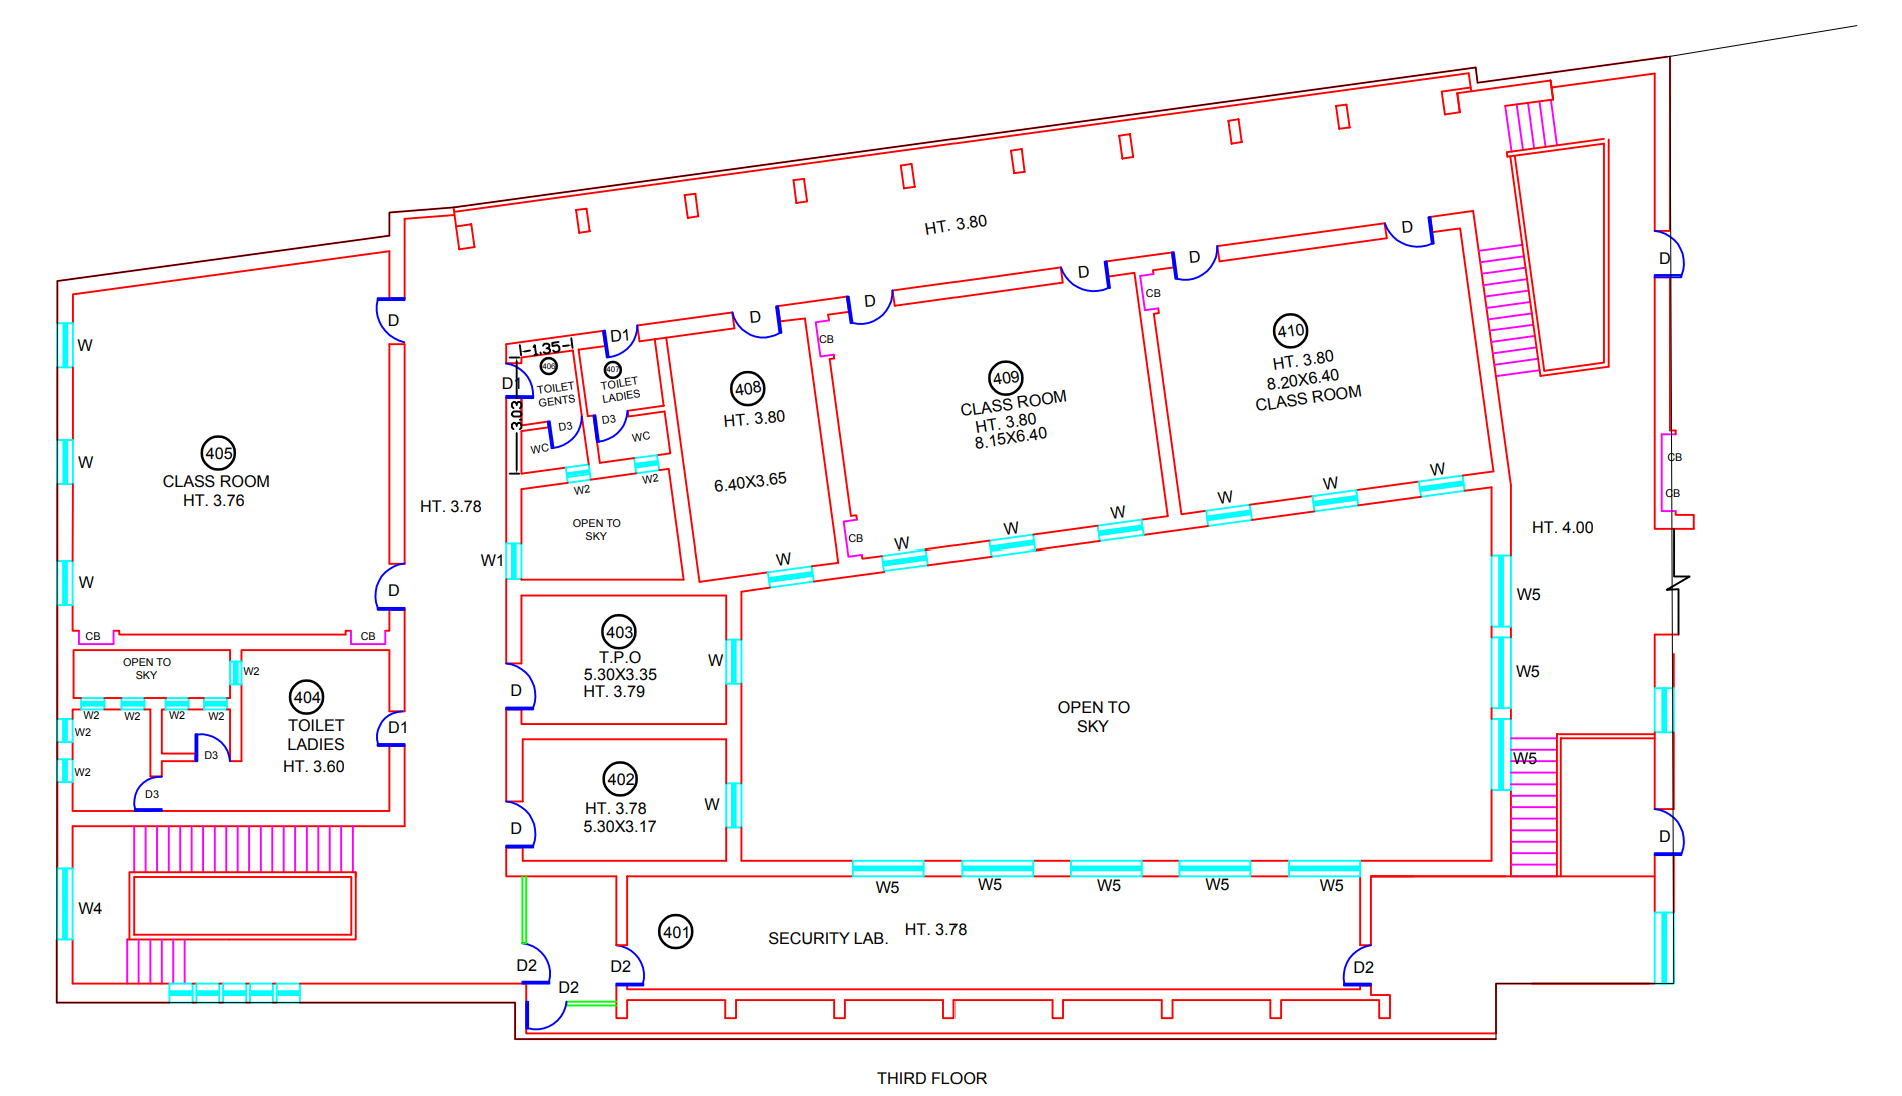 HT. 3.80
D
D
D
D
D
D
D
D1
1.35
406
407
TOILET
GENTS
TOILET
LADIES
D1
3.03
D3
D3
WC
WC
W2
W2
OPEN TO
SKY
W1
408
HT. 3.80
6.40X3.65
W
CB
CB
409
CLASS ROOM
HT. 3.80
8.15X6.40
W
W
W
CB
410
HT. 3.80
8.20X6.40
CLASS ROOM
W
W
W
CB
CB
HT. 4.00
W5
W5
W5
D
W
W
W
405
CLASS ROOM
HT. 3.76
HT. 3.78
D
CB
CB
OPEN TO
SKY
W2
W2
W2
W2
W2
W2
W2
404
TOILET
LADIES
HT. 3.60
D1
D3
D3
W4
403
T.P.O
5.30X3.35
HT. 3.79
W
D
402
HT. 3.78
5.30X3.17
W
D
OPEN TO
SKY
W5
W5
W5
W5
W5
401
SECURITY LAB.
HT. 3.78
D2
D2
D2
D2
THIRD FLOOR